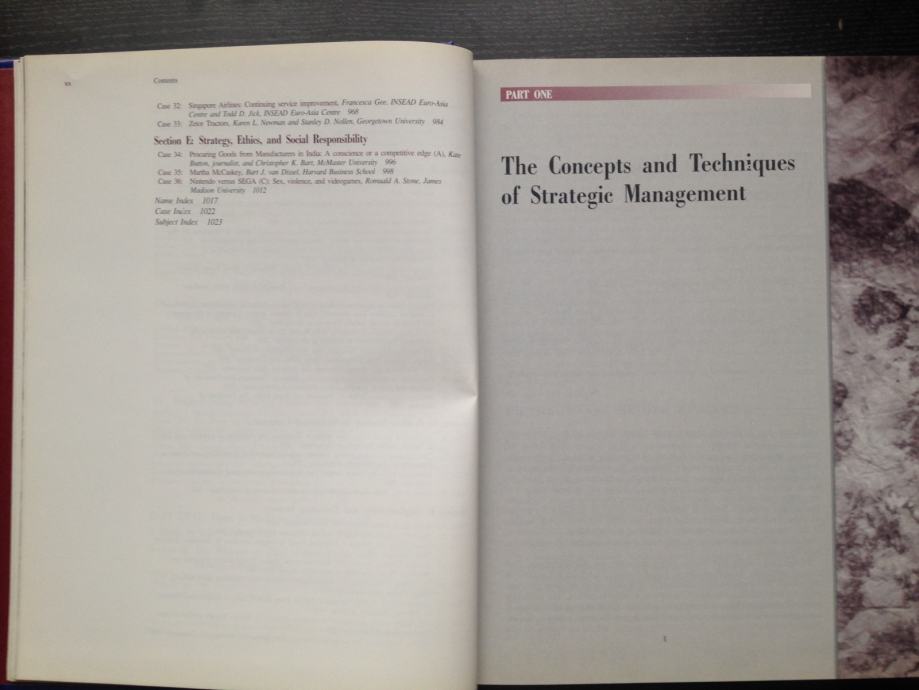 xx
Contents
Case 32: Singapore Airlines: Continuing service improvement, Francesca Gee, INSEAD Euro-Asia
Centre and Todd D. Jick, INSEAD Euro-Asia Centre 968
Case 33: Zetor Tractors, Karen L. Newman and Stanley D. Nollen, Georgetown University 984
Section E: Strategy, Ethics, and Social Responsibility
Case 34: Procuring Goods from Manufacturers in India: A conscience or a competitive edge (A), Kate
Button, journalist, and Christopher K. Bart, McMaster University 996
Case 35: Martha McCaskey, Bart J. van Dissel, Harvard Business School 998
Case 36: Nintendo versus SEGA (C): Sex, violence, and videogames, Romuald A. Stone, James
Madison University 1012
Name Index 1017
Case Index 1022
Subject Index 1023
PART ONE
The Concepts and Techniques
of Strategic Management
1